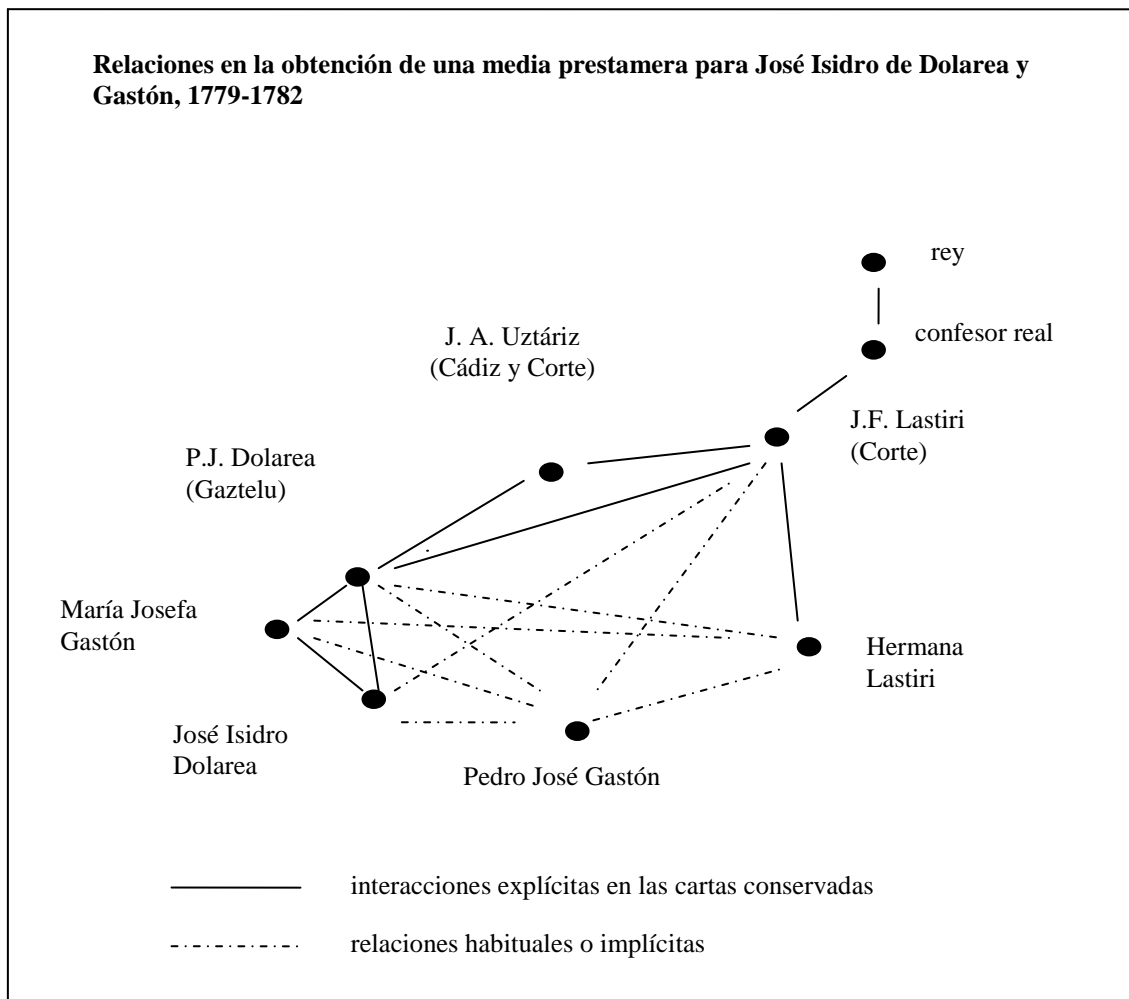 Relaciones en la obtención de una media prestamera para José Isidro de Dolarea y
Gastón, 1779-1782
rey
confesor real
J. A. Uztáriz
(Cádiz y Corte)
J.F. Lastiri
(Corte)
P.J. Dolarea
(Gaztelu)
María Josefa
Gastón
Hermana
Lastiri
José Isidro
Dolarea
Pedro José Gastón
interacciones explícitas en las cartas conservadas
relaciones habituales o implícitas